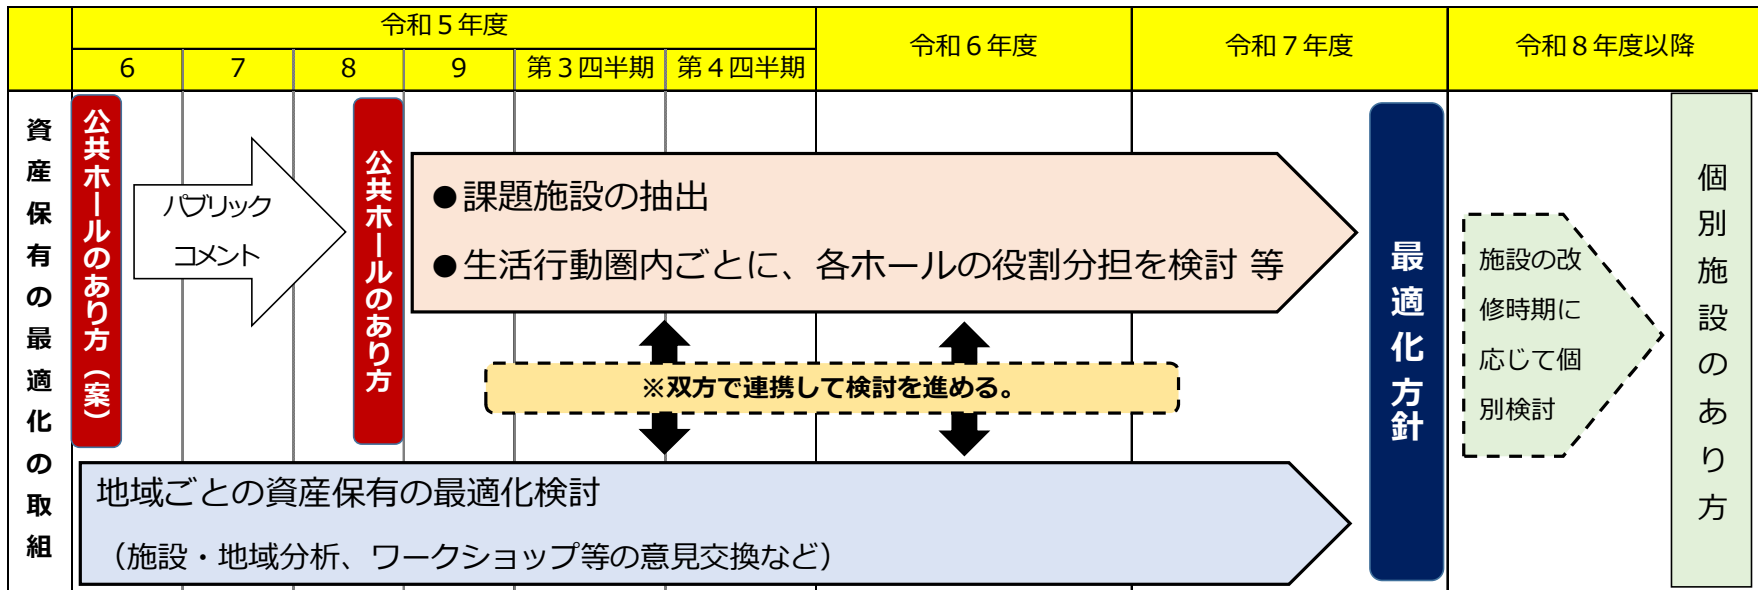 令和５年度
令和６年度
令和７年度
令和８年度以降
6
7
8
9
第３四半期
第４四半期
資産保有の最適化の取組
公共ホールのあり方（案）
パブリック
コメント
公共ホールのあり方
●課題施設の抽出
●生活行動圏内ごとに、各ホールの役割分担を検討 等
※双方で連携して検討を進める。
地域ごとの資産保有の最適化検討
（施設・地域分析、ワークショップ等の意見交換など）
最適化方針
施設の改
修時期に
応じて個
別検討
個別施設のあり方